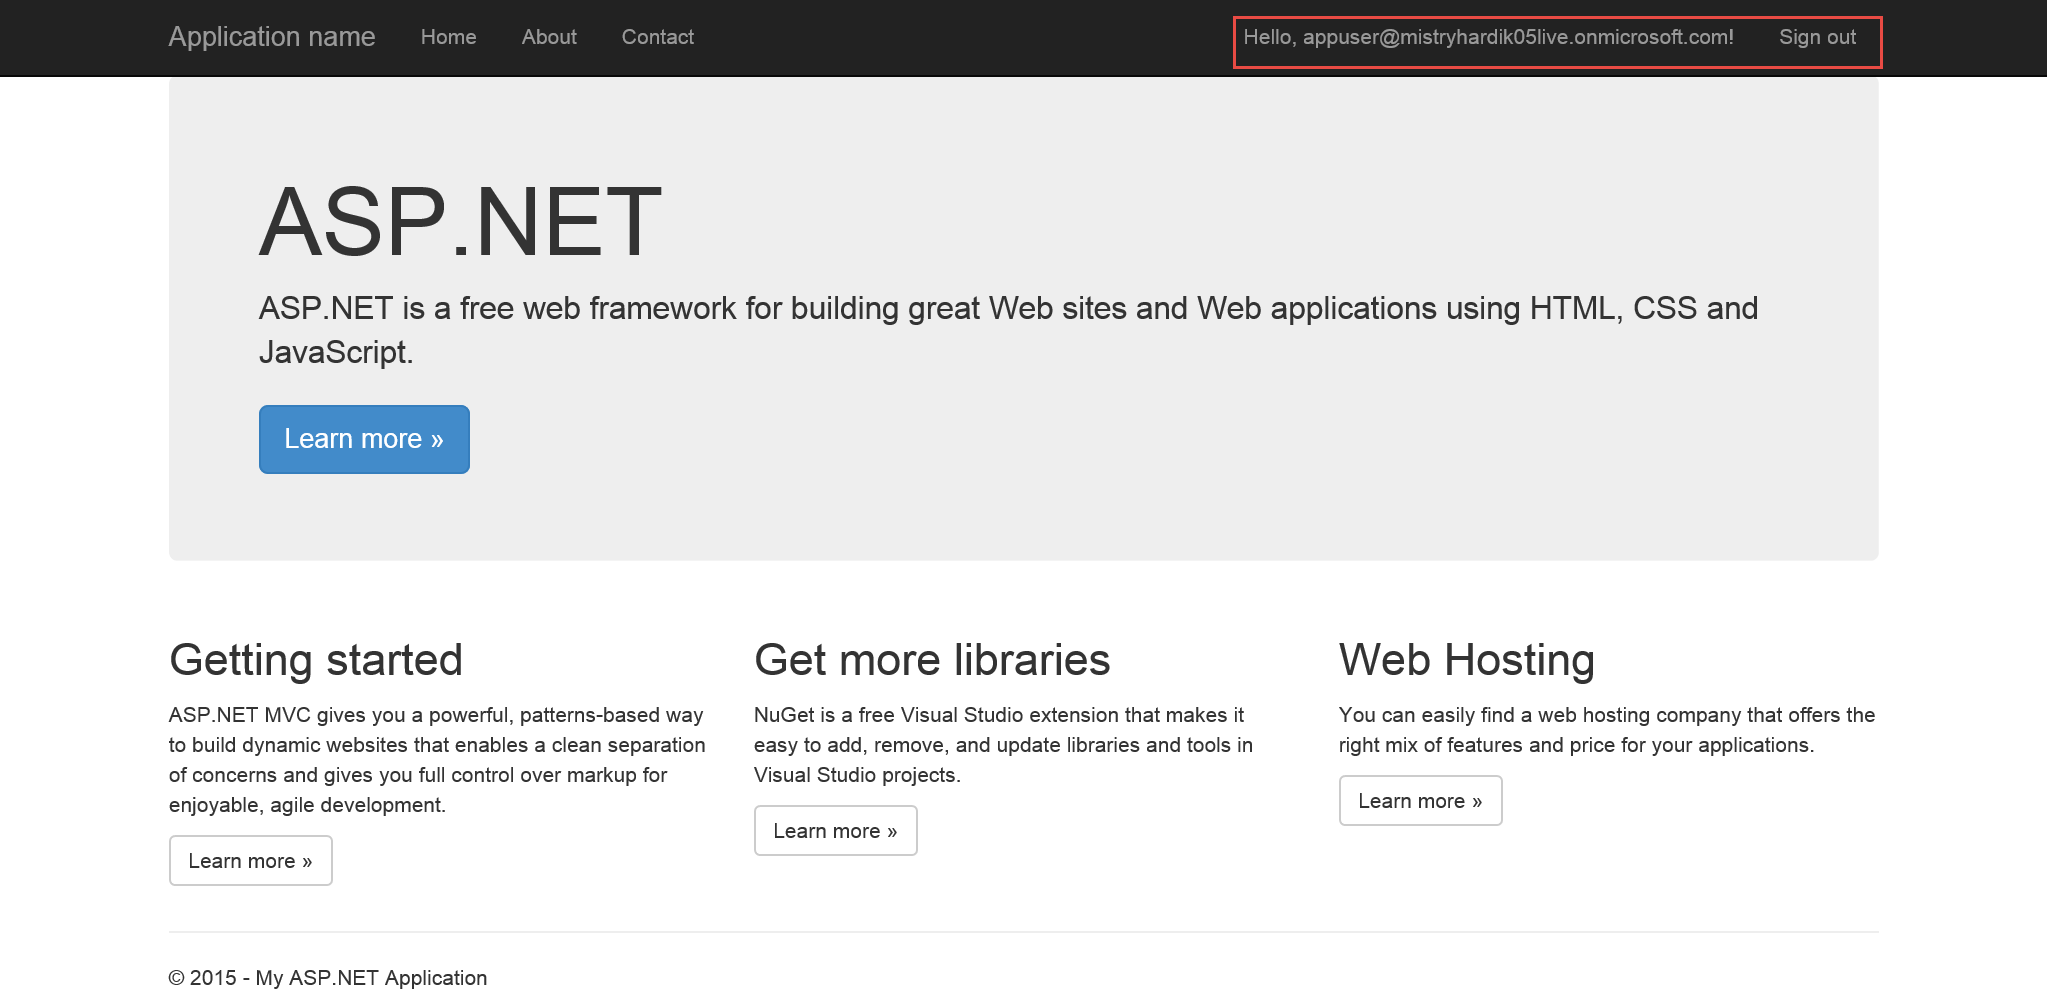 Application name Home About Contact Hello, appuser@mistryhardik05live.onmicrosoft.com! Sign out
ASP.NET
ASP.NET is a free web framework for building great Web sites and Web applications using HTML, CSS and
JavaScript.
Learn more »
Getting started
ASP.NET MVC gives you a powerful, patterns-based way
to build dynamic websites that enables a clean separation
of concerns and gives you full control over markup for
enjoyable, agile development.
Learn more »
Get more libraries
NuGet is a free Visual Studio extension that makes it
easy to add, remove, and update libraries and tools in
Visual Studio projects.
Learn more »
Web Hosting
You can easily find a web hosting company that offers the
right mix of features and price for your applications.
Learn more »
© 2015 - My ASP.NET Application